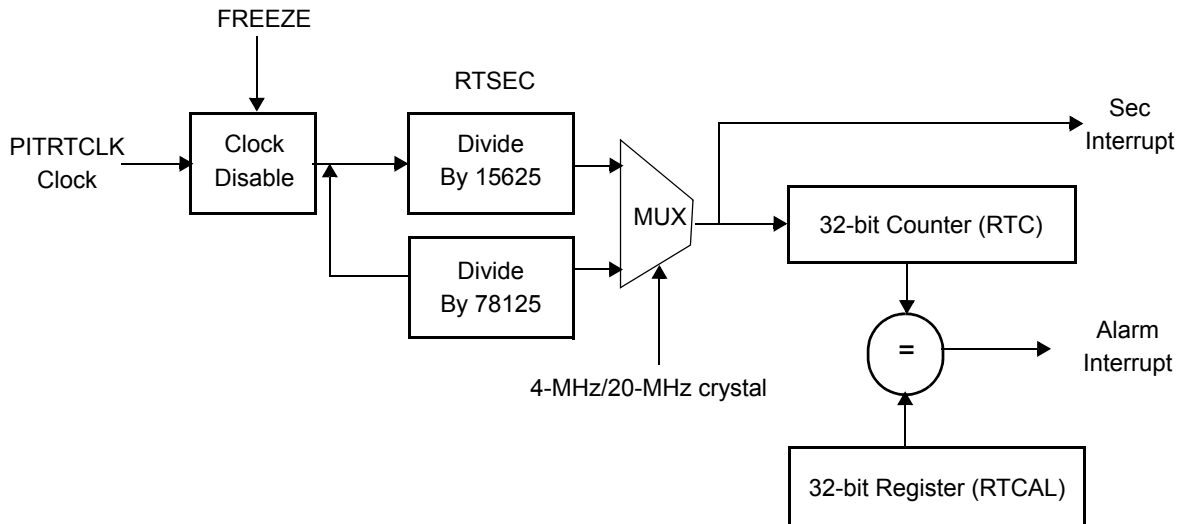 FREEZE
RTSEC
PITRTCLK
Clock
Clock
Disable
Divide
By 15625
Divide
By 78125
MUX
4-MHz/20-MHz crystal
Sec
Interrupt
32-bit Counter (RTC)
=
Alarm
Interrupt
32-bit Register (RTCAL)